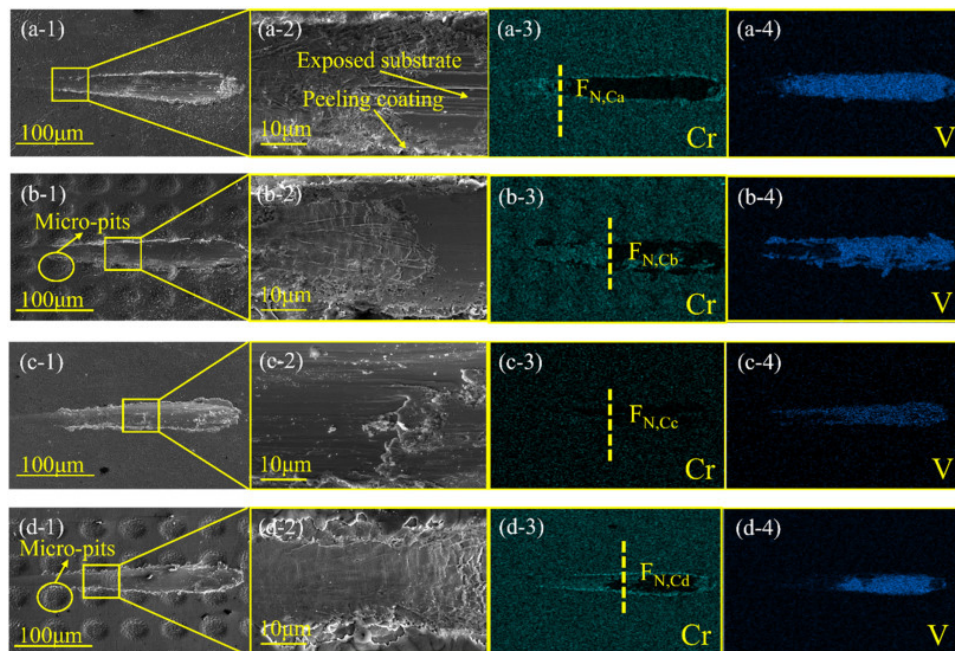 (a-1)
100μm
(a-2)
Exposed substrate
Peeling coating
10μm
(a-3)
F_N,Ca
Cr
(a-4)
V
(b-1)
Micro-pits
100μm
(b-2)
10μm
(b-3)
F_N,Cb
Cr
(b-4)
V
(c-1)
100μm
(c-2)
10μm
(c-3)
F_N,Cc
Cr
(c-4)
V
(d-1)
Micro-pits
100μm
(d-2)
10μm
(d-3)
F_N,Cd
Cr
(d-4)
V